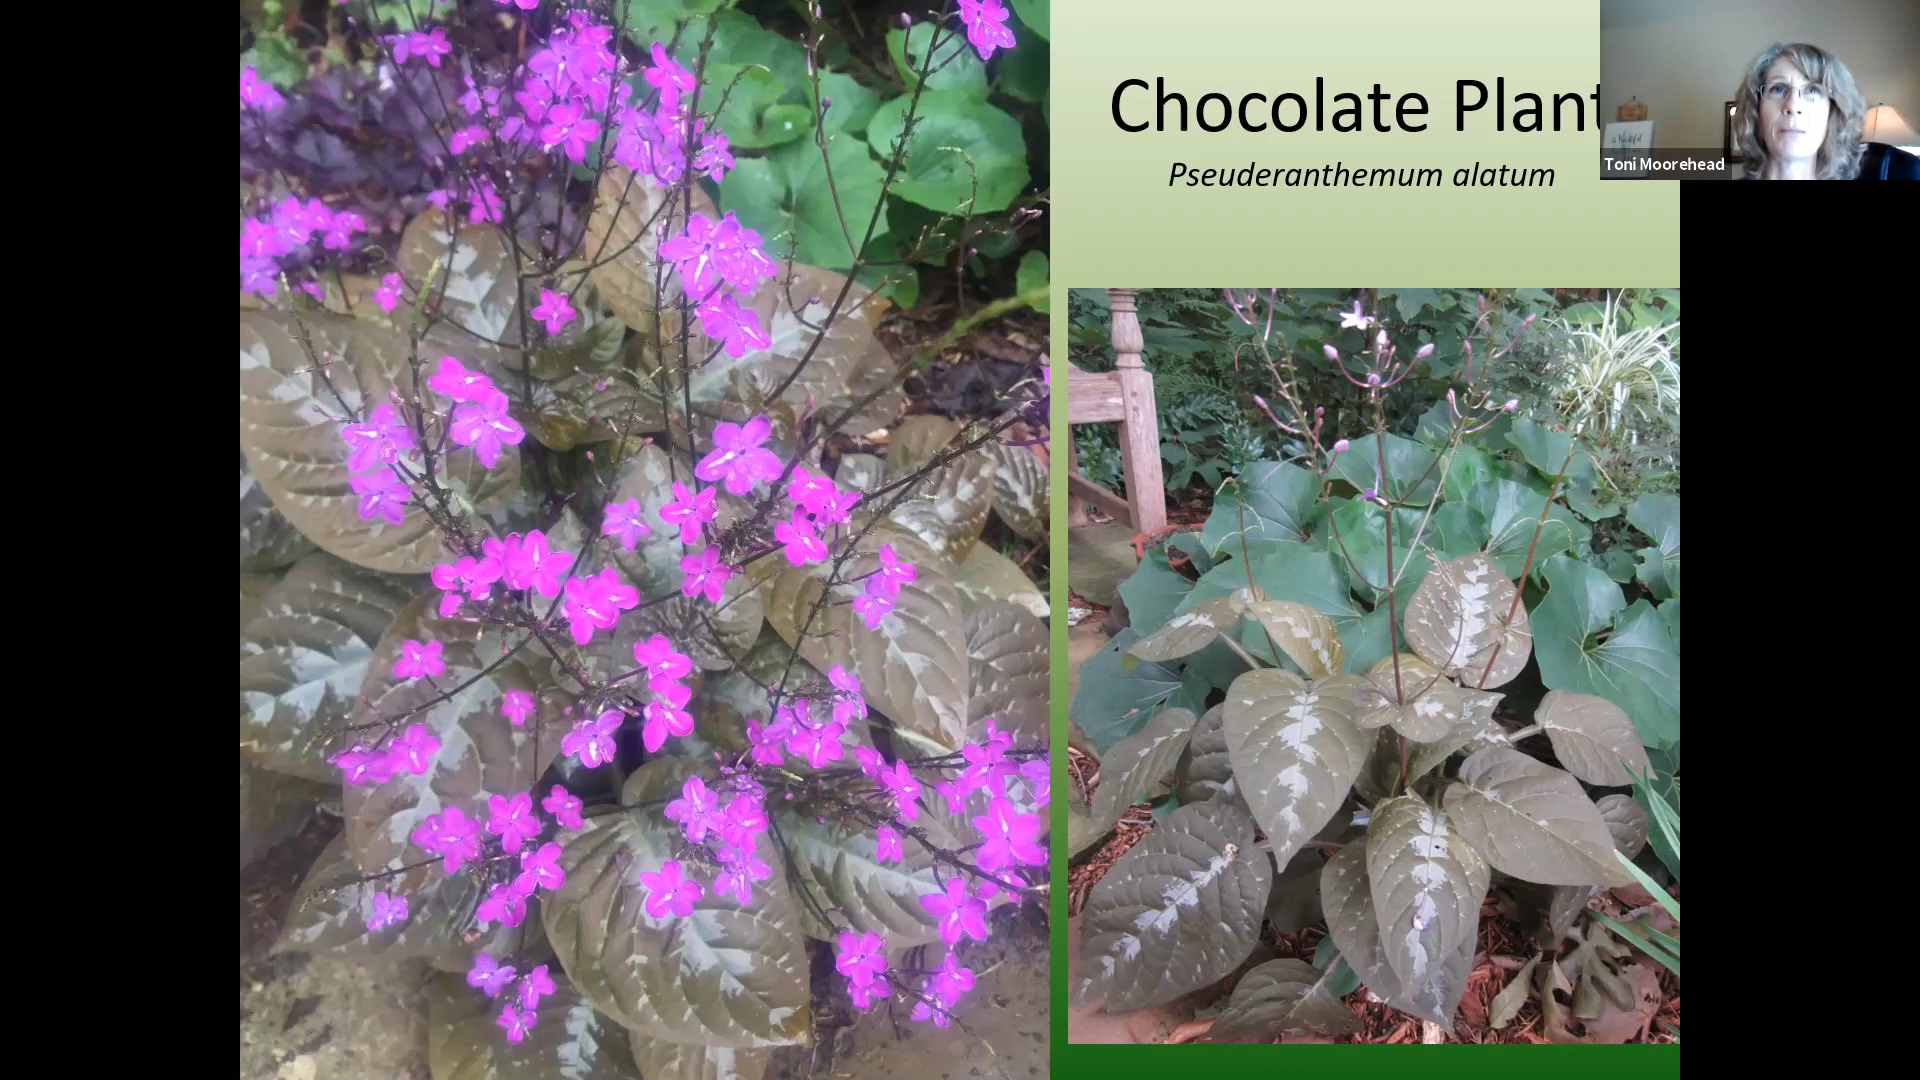 Chocolate Plant
Pseuderanthemum alatum
Toni Moorehead